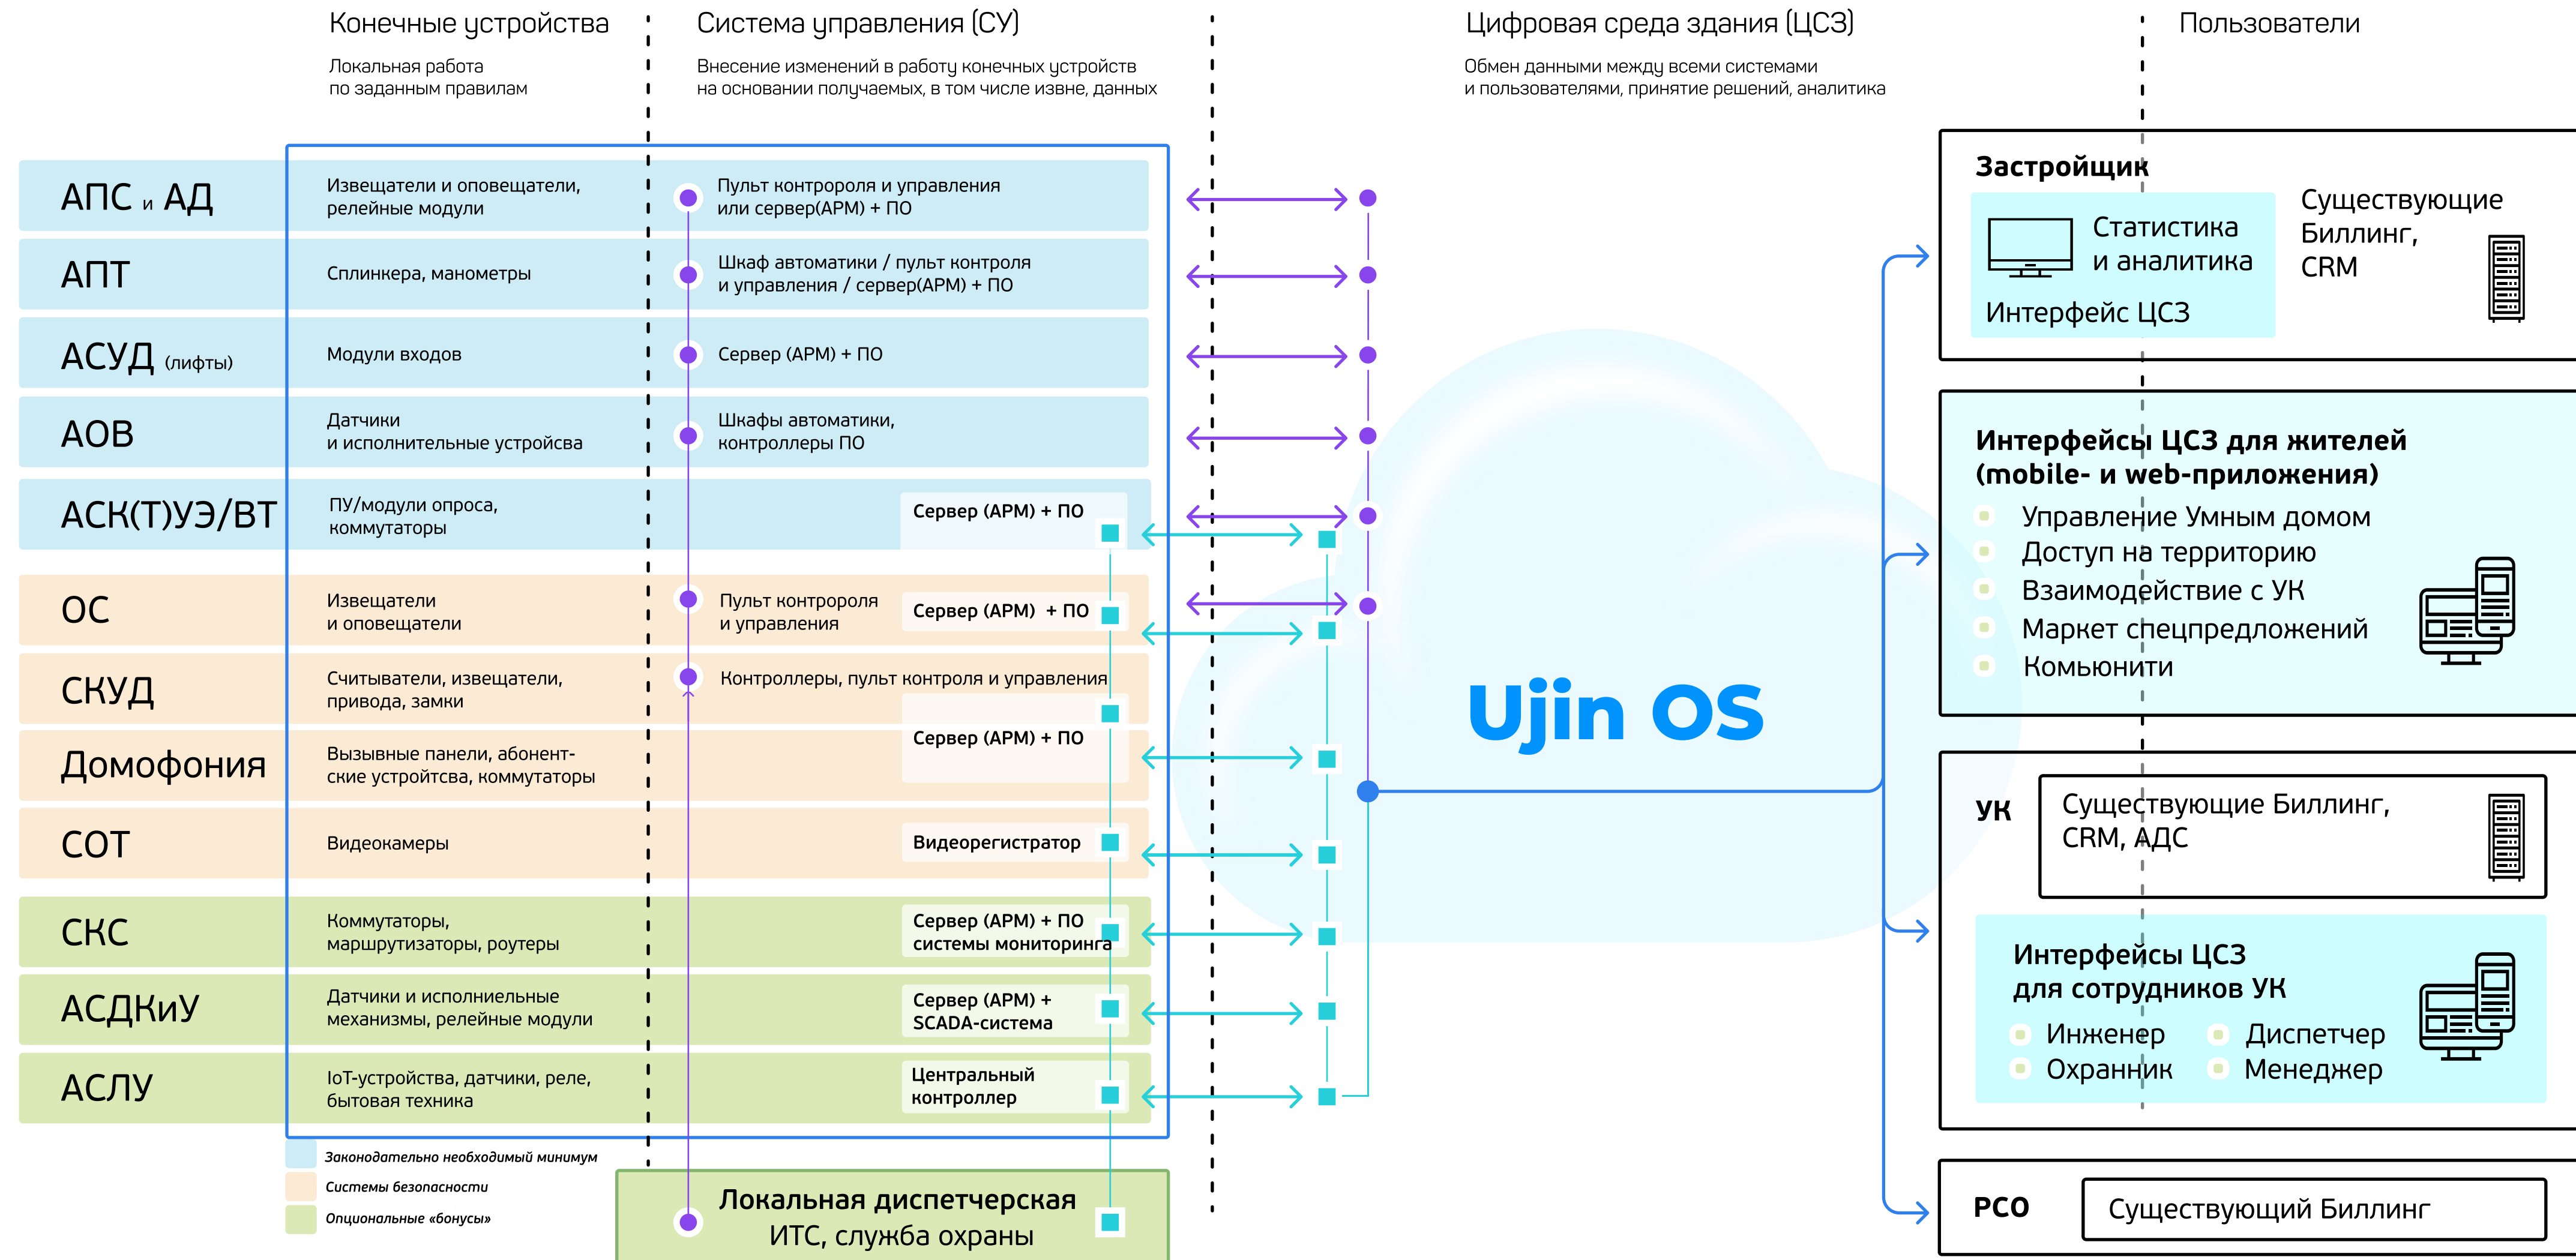 Конечные устройства
Локальная работа
по заданным правилам
Система управления (СУ)
Внесение изменений в работу конечных устройств
на основании получаемых, в том числе извне, данных
Цифровая среда здания (ЦСЗ)
Обмен данными между всеми системами
и пользователями, принятие решений, аналитика
Пользователи
АПС и АД
Извещатели и оповещатели,
релейные модули
Пульт контророля и управления
или сервер(АРМ) + ПО
АПТ
Сплинкера, манометры
Шкаф автоматики / пульт контроля
и управления / сервер(АРМ) + ПО
АСУД (лифты)
Модули входов
Сервер (АРМ) + ПО
АОВ
Датчики
и исполнительные устройсва
Шкафы автоматики,
контроллеры ПО
АСК(Т)УЭ/ВТ
ПУ/модули опроса,
коммутаторы
Сервер (АРМ) + ПО
ОС
Извещатели
и оповещатели
Пульт контророля
и управления
Сервер (АРМ) + ПО
СКУД
Считыватели, извещатели,
привода, замки
Контроллеры, пульт контроля и управления
Сервер (АРМ) + ПО
Домофония
Вызывные панели, абонент-
ские устройтсва, коммутаторы
СОТ
Видеокамеры
Видеорегистратор
СКС
Коммутаторы,
маршрутизаторы, роутеры
Сервер (АРМ) + ПО
системы мониторинга
АСДКиУ
Датчики и исполниельные
механизмы, релейные модули
Сервер (АРМ) +
SCADA-система
АСЛУ
IoT-устройства, датчики, реле,
бытовая техника
Центральный
контроллер
Законодательно необходимый минимум
Системы безопасности
Опциональные «бонусы»
Локальная диспетчерская
ИТС, служба охраны
Ujin OS
Застройщик
Статистика
и аналитика
Интерфейс ЦСЗ
Существующие
Биллинг,
CRM
Интерфейсы ЦСЗ для жителей
(mobile- и web-приложения)
Управление Умным домом
Доступ на территорию
Взаимодействие с УК
Маркет спецпредложений
Комьюнити
УК
Существующие Биллинг,
CRM, АДС
Интерфейсы ЦСЗ
для сотрудников УК
Инженер
Диспетчер
Охранник
Менеджер
РСО
Существующий Биллинг